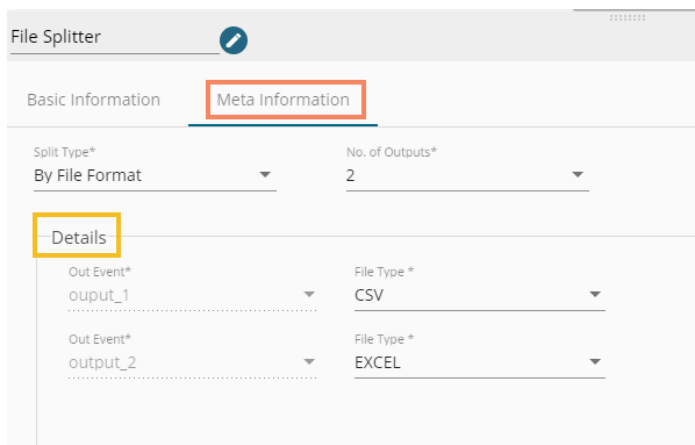 File Splitter
Basic Information Meta Information
Split Type* No. of Outputs*
By File Format 2
Details
Out Event* File Type *
ouput_1 CSV
Out Event* File Type *
output_2 EXCEL